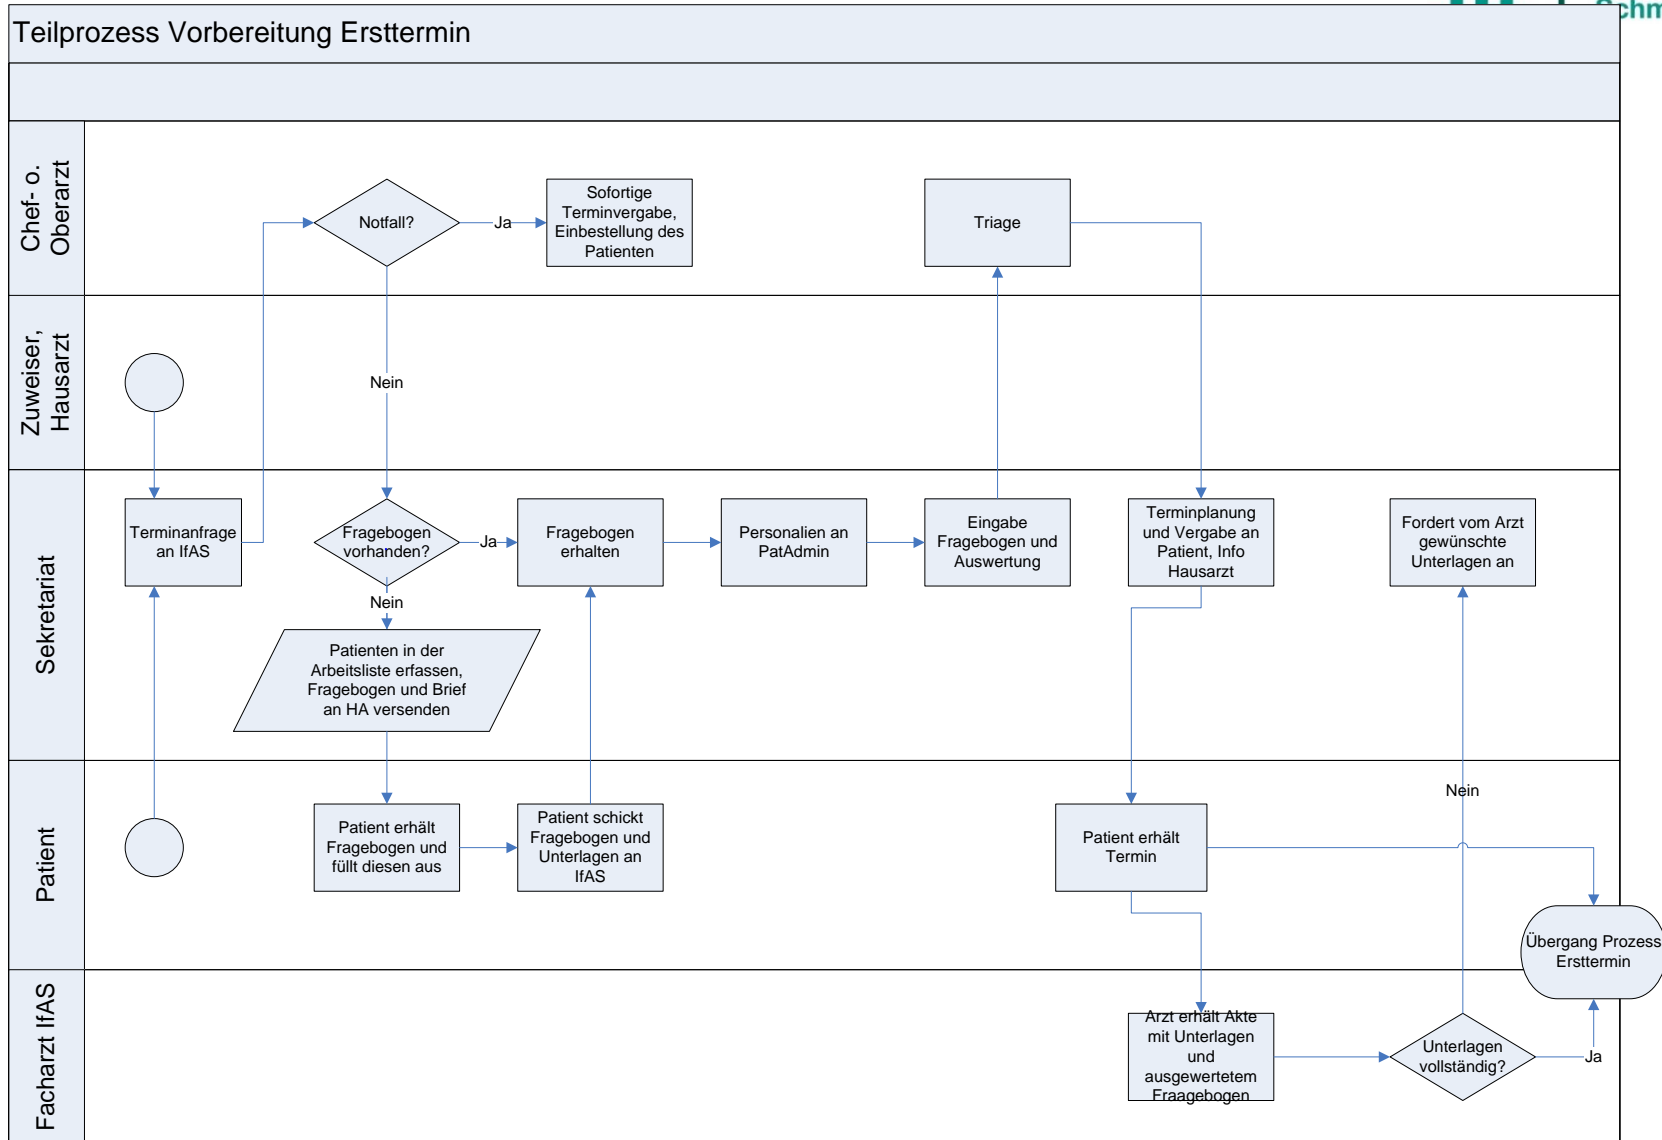 Teilprozess Vorbereitung Ersttermin
Chef- o.
Oberarzt
Notfall?
Ja
Sofortige
Terminvergabe,
Einbestellung des
Patienten
Triage
Zuweiser,
Hausarzt
Nein
Sekretariat
Terminanfrage
an IfAS
Fragebogen
vorhanden?
Ja
Fragebogen
erhalten
Personalien an
PatAdmin
Eingabe
Fragebogen und
Auswertung
Terminplanung
und Vergabe an
Patient, Info
Hausarzt
Fordert vom Arzt
gewünschte
Unterlagen an
Nein
Patienten in der
Arbeitsliste erfassen,
Fragebogen und Brief
an HA versenden
Patient
Patient erhält
Fragebogen und
füllt diesen aus
Patient schickt
Fragebogen und
Unterlagen an
IfAS
Patient erhält
Termin
Nein
Übergang Prozess
Ersttermin
Facharzt IfAS
Arzt erhält Akte
mit Unterlagen
und
ausgewertetem
Fraagebogen
Unterlagen
vollständig?
Ja